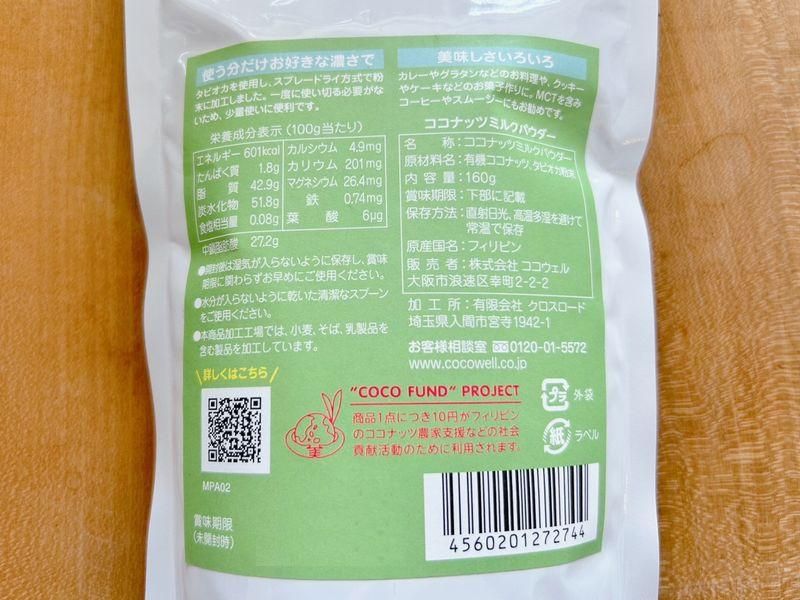 使う分だけお好きな濃さで
タピオカを使用し、スプレードライ方式で粉
末に加工しました。一度に使い切る必要がな
いため、少量使いに便利です。
栄養成分表示(100g当たり)
エネルギー 601kcal
たんぱく質 1.8g
脂質 42.9g
炭水化物 51.8g
食塩相当量 0.08g
中鎖脂肪酸 27.2g
カルシウム 4.9mg
カリウム 201mg
マグネシウム 26.4mg
鉄 0.74mg
葉酸 6μg
●開封後は湿気が入らないように保存し、賞味
期限に関わらずお早めにご使用ください。
●水分が入らないように乾いた清潔なスプーン
をご使用ください。
●本商品加工工場では、小麦、そば、乳製品を
含む製品を加工しています。
\詳しくはこちら/
MPA02
賞味期限
(未開封時)
美味しさいろいろ
カレーやグラタンなどのお料理や、クッキー
やケーキなどのお菓子作りに。MCTを含み
コーヒーやスムージーにもお勧めです。
ココナッツミルクパウダー
名称:ココナッツミルクパウダー
原材料名:有機ココナッツ、タピオカ粉末
内容量:160g
賞味期限:下部に記載
保存方法:直射日光、高温多湿を避けて
常温で保存
原産国名:フィリピン
販売者:株式会社 ココウェル
大阪市浪速区幸町2-2-2
加工所:有限会社 クロスロード
埼玉県入間市宮寺1942-1
お客様相談室 0120-01-5572
www.cocowell.co.jp
"COCO FUND" PROJECT
商品1点につき10円がフィリピン
のココナッツ農家支援などの社会
貢献活動のために利用されます。
プラ 外袋
紙 ラベル
4560201272744